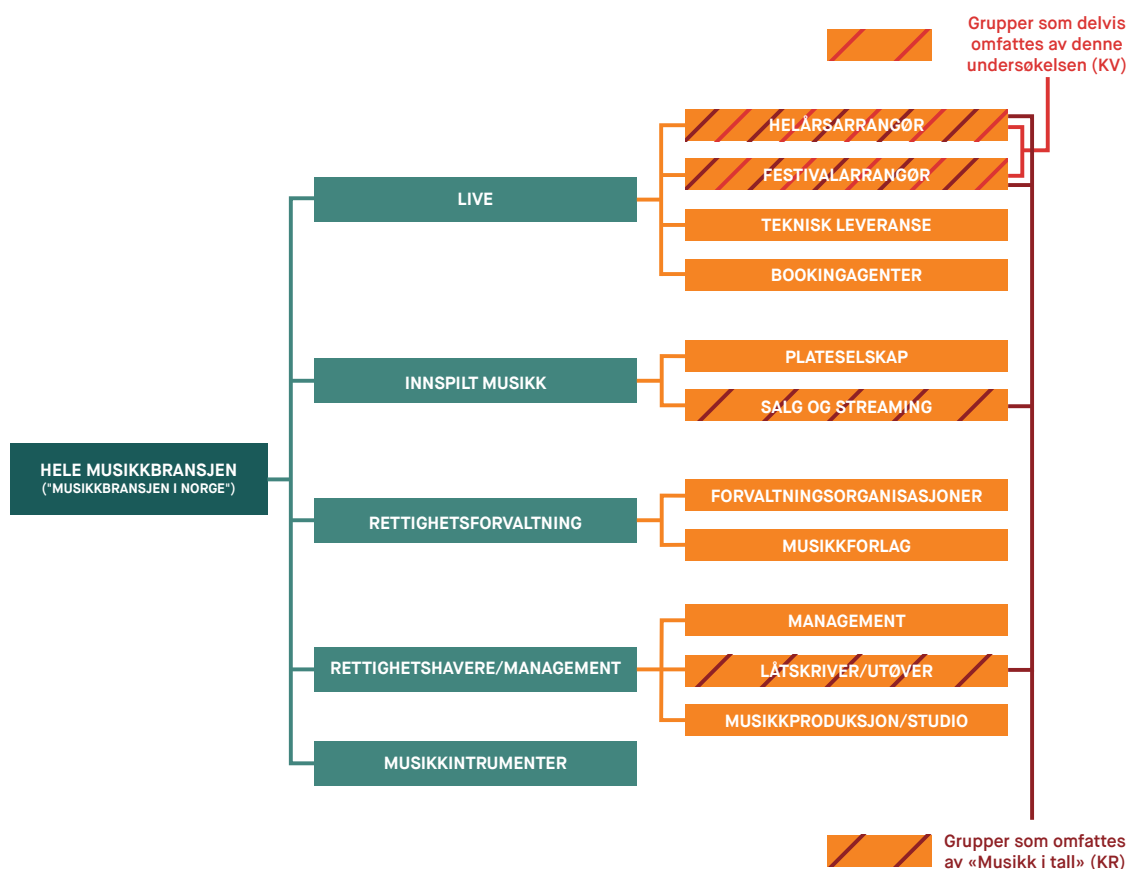 Grupper som delvis
omfattes av denne
undersøkelsen (KV)
HELÅRSARRANGØR
FESTIVALARRANGØR
LIVE
TEKNISK LEVERANSE
BOOKINGAGENTER
PLATESELSKAP
INNSPILT MUSIKK
SALG OG STREAMING
HELE MUSIKKBRANSJEN
("MUSIKKBRANSJEN I NORGE")
FORVALTNINGSORGANISASJONER
RETTIGHETSFORVALTNING
MUSIKKFORLAG
MANAGEMENT
RETTIGHETSHAVERE/MANAGEMENT
LÅTSKRIVER/UTØVER
MUSIKKPRODUKSJON/STUDIO
MUSIKKINTRUMENTER
Grupper som omfattes
av «Musikk i tall» (KR)